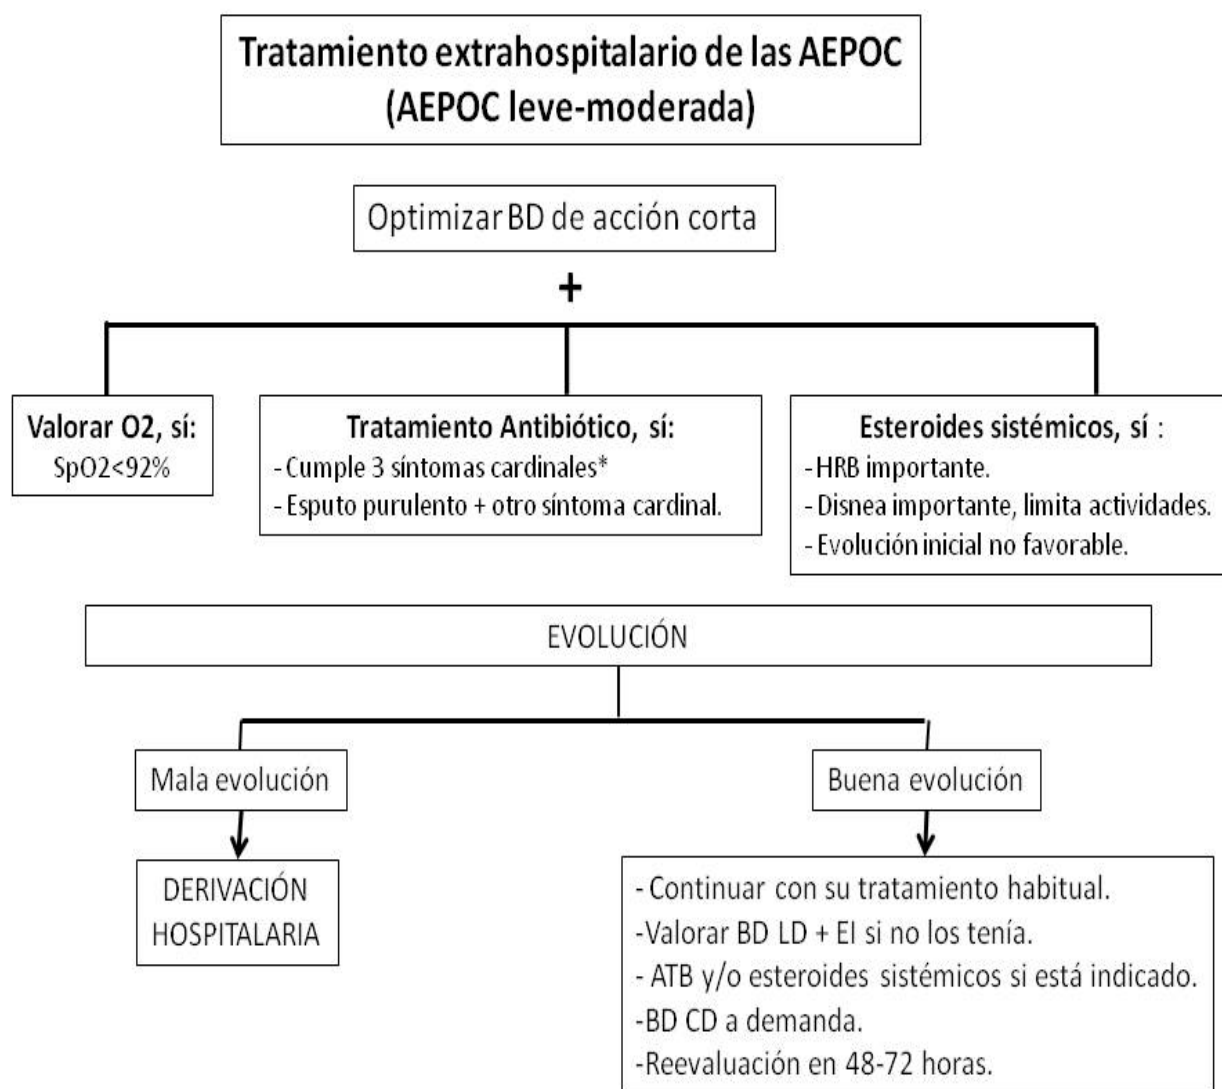 Tratamiento extrahospitalario de las AEPOC
(AEPOC leve-moderada)
Optimizar BD de acción corta
+
Valorar O2, sí:
SpO2<92%
Tratamiento Antibiótico, sí:
- Cumple 3 síntomas cardinales*
- Esputo purulento + otro síntoma cardinal.
Esteroides sistémicos, sí :
- HRB importante.
- Disnea importante, limita actividades.
- Evolución inicial no favorable.
EVOLUCIÓN
Mala evolución
Buena evolución
DERIVACIÓN
HOSPITALARIA
- Continuar con su tratamiento habitual.
-Valorar BD LD + EI si no los tenía.
- ATB y/o esteroides sistémicos si está indicado.
-BD CD a demanda.
-Reevaluación en 48-72 horas.